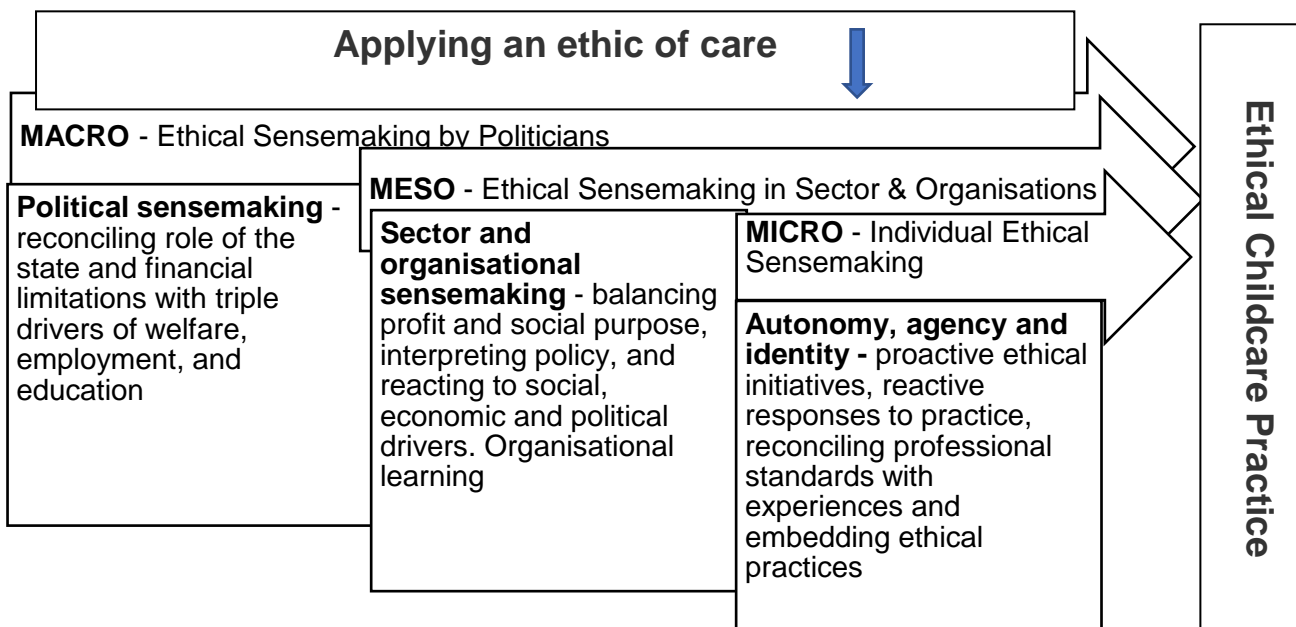 Applying an ethic of care
MACRO - Ethical Sensemaking by Politicians
Political sensemaking -
reconciling role of the
state and financial
limitations with triple
drivers of welfare,
employment, and
education
MESO - Ethical Sensemaking in Sector & Organisations
Sector and
organisational
sensemaking - balancing
profit and social purpose,
interpreting policy, and
reacting to social,
economic and political
drivers. Organisational
learning
MICRO - Individual Ethical
Sensemaking
Autonomy, agency and
identity - proactive ethical
initiatives, reactive
responses to practice,
reconciling professional
standards with
experiences and
embedding ethical
practices
Ethical Childcare Practice